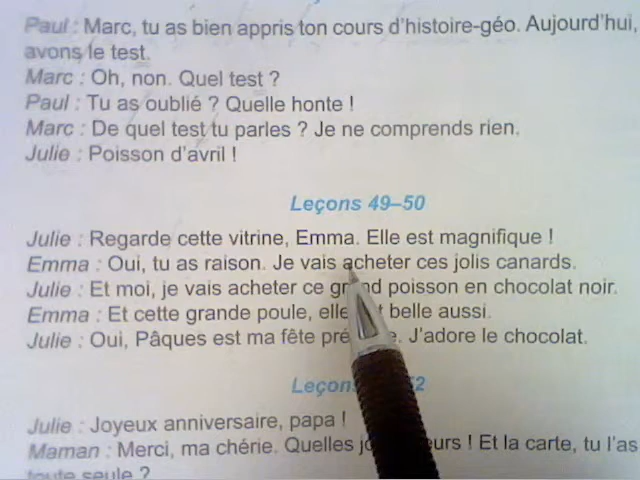 Paul : Marc, tu as bien appris ton cours d'histoire-géo. Aujourd'hui,
avons le test.
Marc : Oh, non. Quel test ?
Paul : Tu as oublié ? Quelle honte !
Marc : De quel test tu parles ? Je ne comprends rien.
Julie : Poisson d'avril !
Leçons 49–50
Julie : Regarde cette vitrine, Emma. Elle est magnifique !
Emma : Oui, tu as raison. Je vais acheter ces jolis canards.
Julie : Et moi, je vais acheter ce grand poisson en chocolat noir.
Emma : Et cette grande poule, elle belle aussi.
Julie : Oui, Pâques est ma fête J'adore le chocolat.
Leçons
Julie : Joyeux anniversaire, papa !
Maman : Merci, ma chérie. Quelles ! Et la carte, tu l'as
toute seule ?